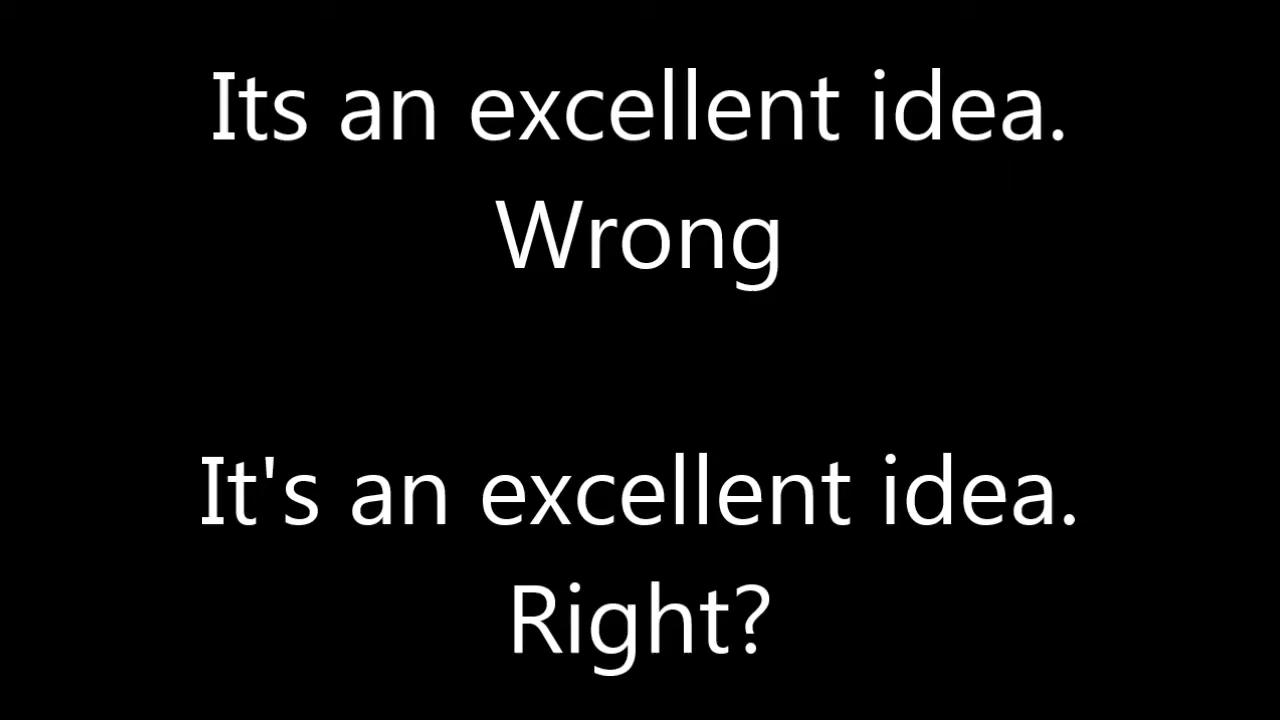 Its an excellent idea.
Wrong
It's an excellent idea.
Right?